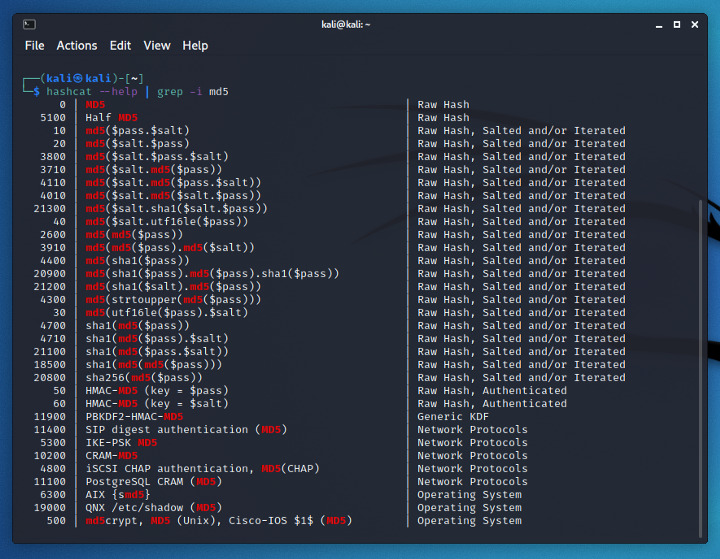 kali@kali: ~
File Actions Edit View Help
┌──(kali㉿kali)-[~]
└─$ hashcat --help | grep -i md5
0 | MD5 | Raw Hash
5100 | Half MD5 | Raw Hash
10 | md5($pass.$salt) | Raw Hash, Salted and/or Iterated
20 | md5($salt.$pass) | Raw Hash, Salted and/or Iterated
3800 | md5($salt.$pass.$salt) | Raw Hash, Salted and/or Iterated
3710 | md5($salt.md5($pass)) | Raw Hash, Salted and/or Iterated
4110 | md5($salt.md5($pass.$salt)) | Raw Hash, Salted and/or Iterated
4010 | md5($salt.md5($salt.$pass)) | Raw Hash, Salted and/or Iterated
21300 | md5($salt.sha1($salt.$pass)) | Raw Hash, Salted and/or Iterated
40 | md5($salt.utf16le($pass)) | Raw Hash, Salted and/or Iterated
2600 | md5(md5($pass)) | Raw Hash, Salted and/or Iterated
3910 | md5(md5($pass).md5($salt)) | Raw Hash, Salted and/or Iterated
4400 | md5(sha1($pass)) | Raw Hash, Salted and/or Iterated
20900 | md5(sha1($pass).md5($pass).sha1($pass)) | Raw Hash, Salted and/or Iterated
21200 | md5(sha1($salt).md5($pass)) | Raw Hash, Salted and/or Iterated
4300 | md5(strtoupper(md5($pass))) | Raw Hash, Salted and/or Iterated
30 | md5(utf16le($pass).$salt) | Raw Hash, Salted and/or Iterated
4700 | sha1(md5($pass)) | Raw Hash, Salted and/or Iterated
4710 | sha1(md5($pass).$salt) | Raw Hash, Salted and/or Iterated
21100 | sha1(md5($pass.$salt)) | Raw Hash, Salted and/or Iterated
18500 | sha1(md5(md5($pass))) | Raw Hash, Salted and/or Iterated
20800 | sha256(md5($pass)) | Raw Hash, Salted and/or Iterated
50 | HMAC-MD5 (key = $pass) | Raw Hash, Authenticated
60 | HMAC-MD5 (key = $salt) | Raw Hash, Authenticated
11900 | PBKDF2-HMAC-MD5 | Generic KDF
11400 | SIP digest authentication (MD5) | Network Protocols
5300 | IKE-PSK MD5 | Network Protocols
10200 | CRAM-MD5 | Network Protocols
4800 | iSCSI CHAP authentication, MD5(CHAP) | Network Protocols
11100 | PostgreSQL CRAM (MD5) | Network Protocols
6300 | AIX {smd5} | Operating System
19000 | QNX /etc/shadow (MD5) | Operating System
500 | md5crypt, MD5 (Unix), Cisco-IOS $1$ (MD5) | Operating System